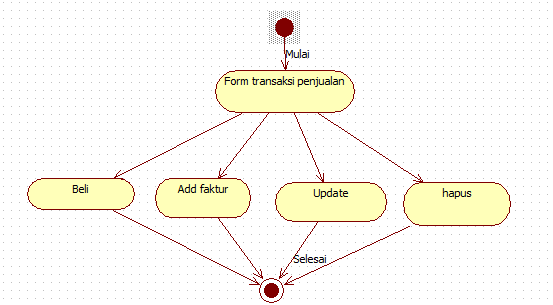 Mulai
Form transaksi penjualan
Beli
Add faktur
Update
hapus
Selesai